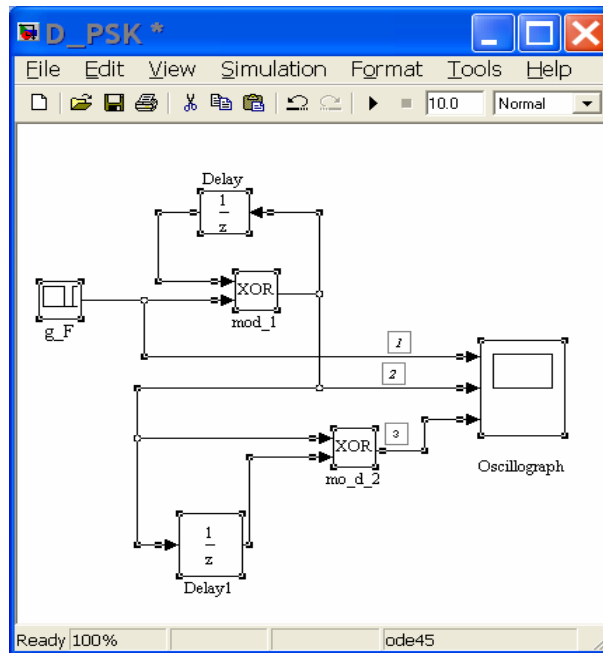 D_PSK *
File Edit View Simulation Format Tools Help
10.0 Normal
Delay
1
z
XOR
mod_1
g_F
1
2
3
XOR
mo_d_2
Oscillograph
1
z
Delay1
Ready 100% ode45